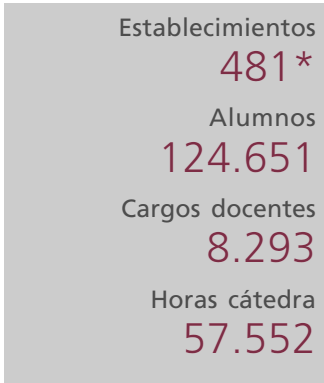 Establecimientos
481*
Alumnos
124.651
Cargos docentes
8.293
Horas cátedra
57.552